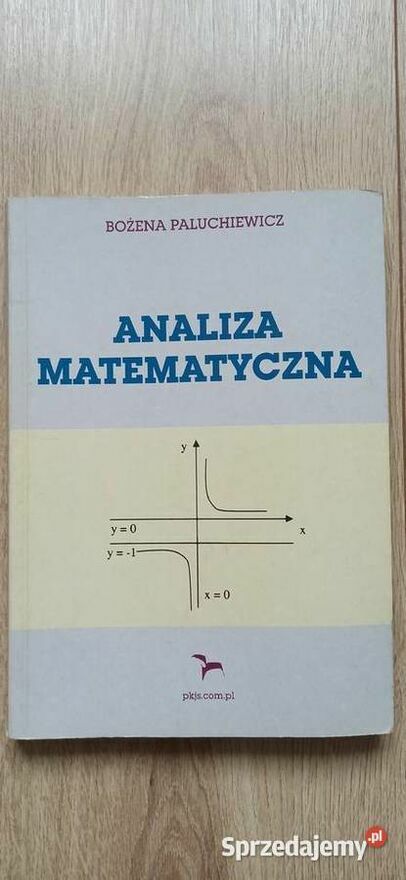 BOŻENA PALUCHIEWICZ
ANALIZA
MATEMATYCZNA
y
y = 0
x
y = -1
x = 0
pkjs.com.pl
Sprzedajemy.pl